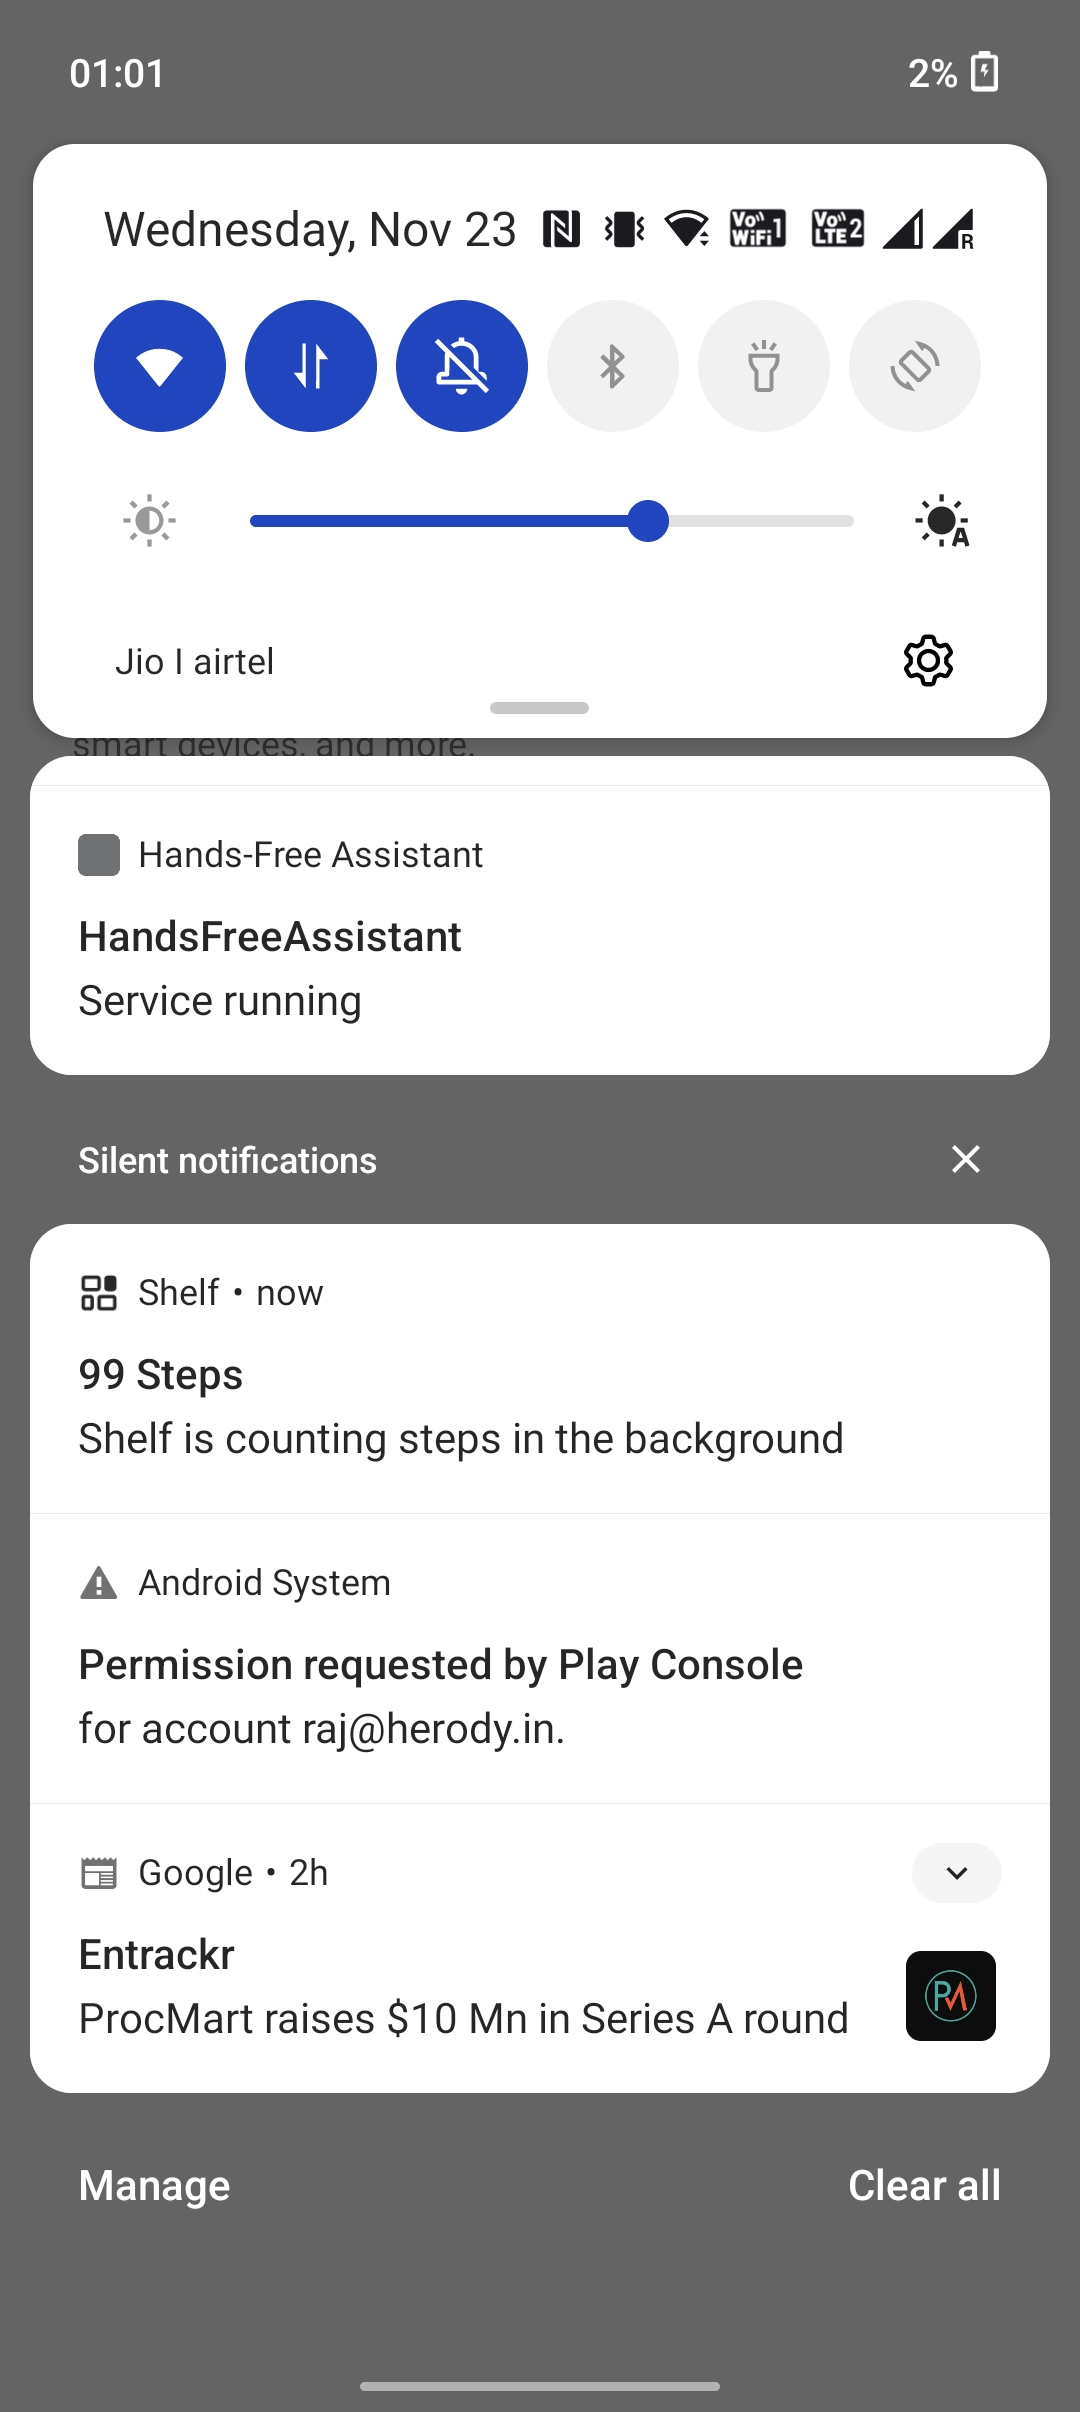 01:01
2%
Wednesday, Nov 23
Vo WiFi 1
Vo LTE 2
R
A
Jio I airtel
smart devices, and more.
Hands-Free Assistant
HandsFreeAssistant
Service running
Silent notifications
Shelf • now
99 Steps
Shelf is counting steps in the background
Android System
Permission requested by Play Console
for account raj@herody.in.
Google • 2h
Entrackr
ProcMart raises $10 Mn in Series A round
PM
Manage
Clear all